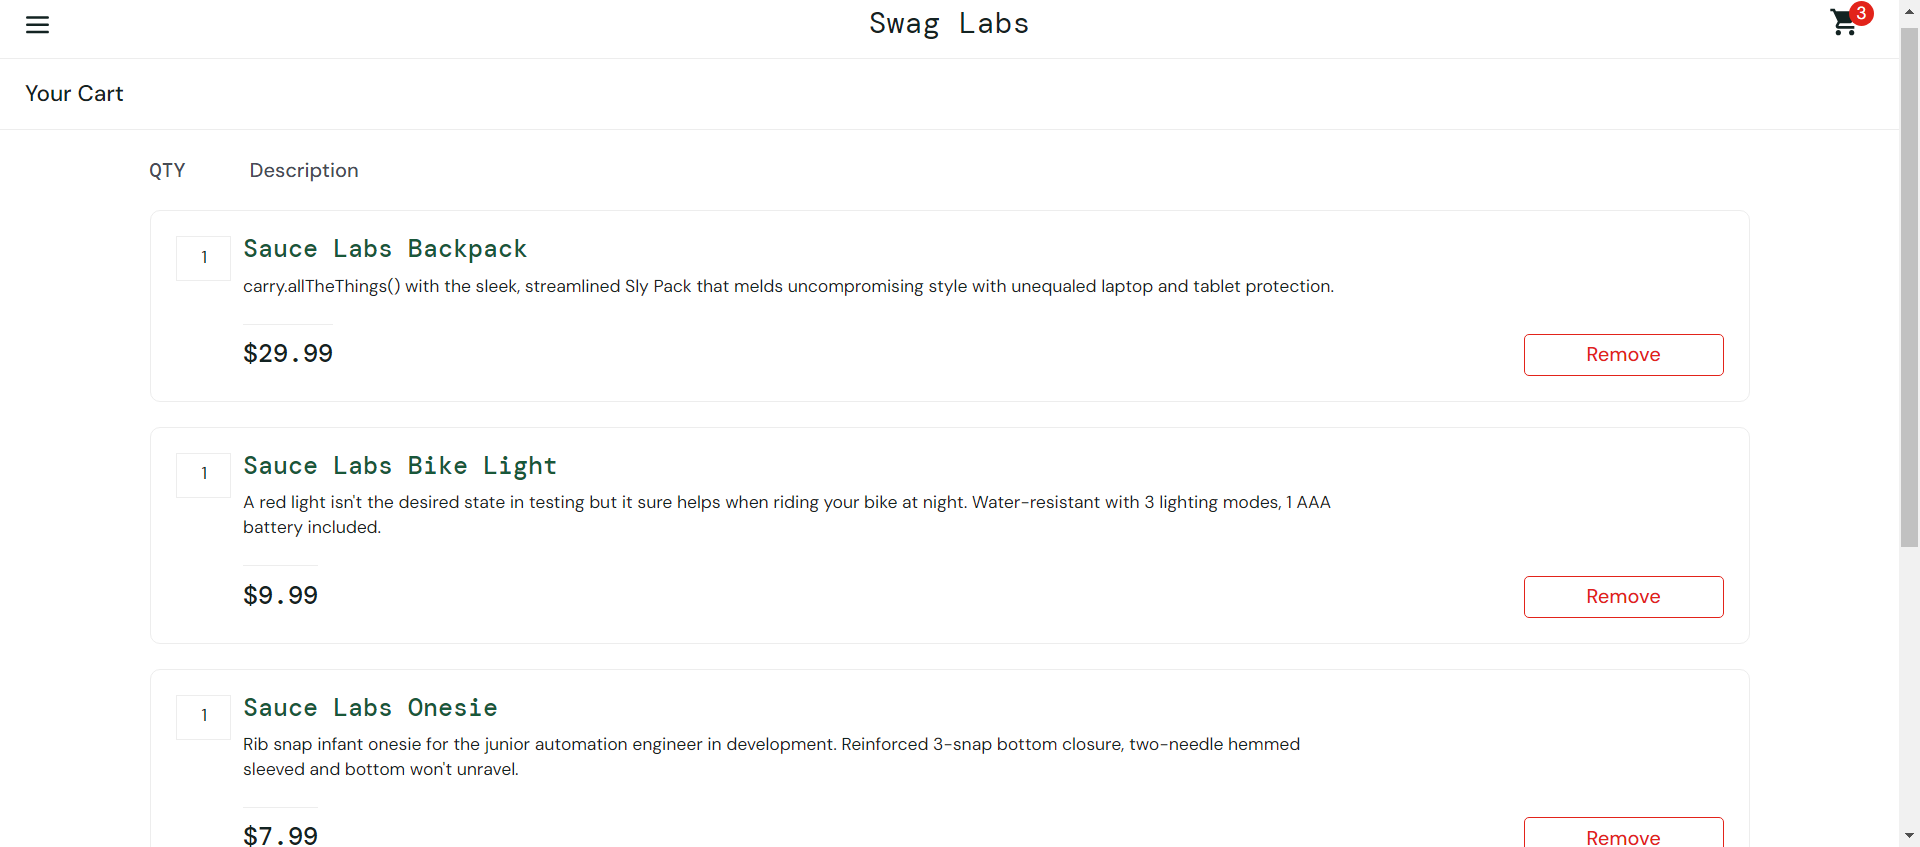 Swag Labs
3
Your Cart
QTY Description
1
Sauce Labs Backpack
carry.allTheThings() with the sleek, streamlined Sly Pack that melds uncompromising style with unequaled laptop and tablet protection.
$29.99
Remove
1
Sauce Labs Bike Light
A red light isn't the desired state in testing but it sure helps when riding your bike at night. Water-resistant with 3 lighting modes, 1 AAA
battery included.
$9.99
Remove
1
Sauce Labs Onesie
Rib snap infant onesie for the junior automation engineer in development. Reinforced 3-snap bottom closure, two-needle hemmed
sleeved and bottom won't unravel.
$7.99
Remove